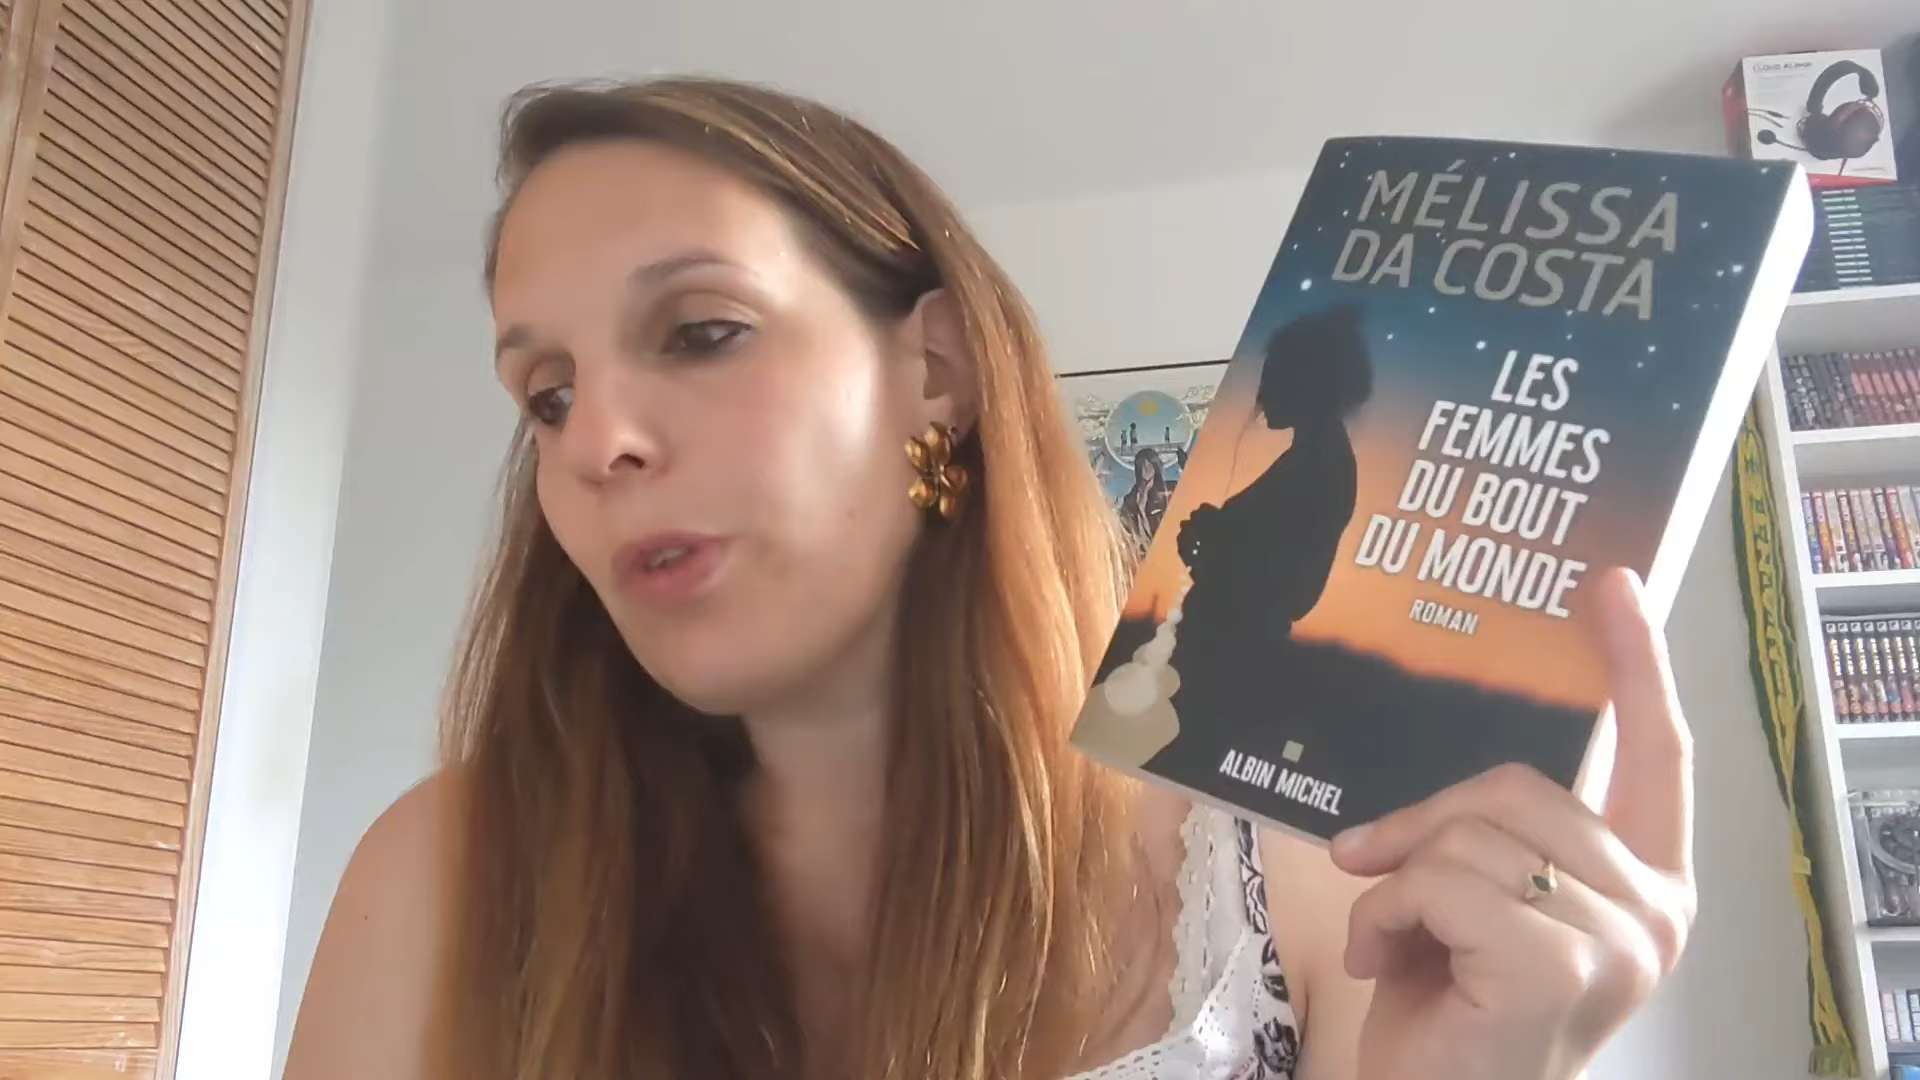 MÉLISSA
DA COSTA
LES
FEMMES
DU BOUT
DU MONDE
ROMAN
ALBIN MICHEL